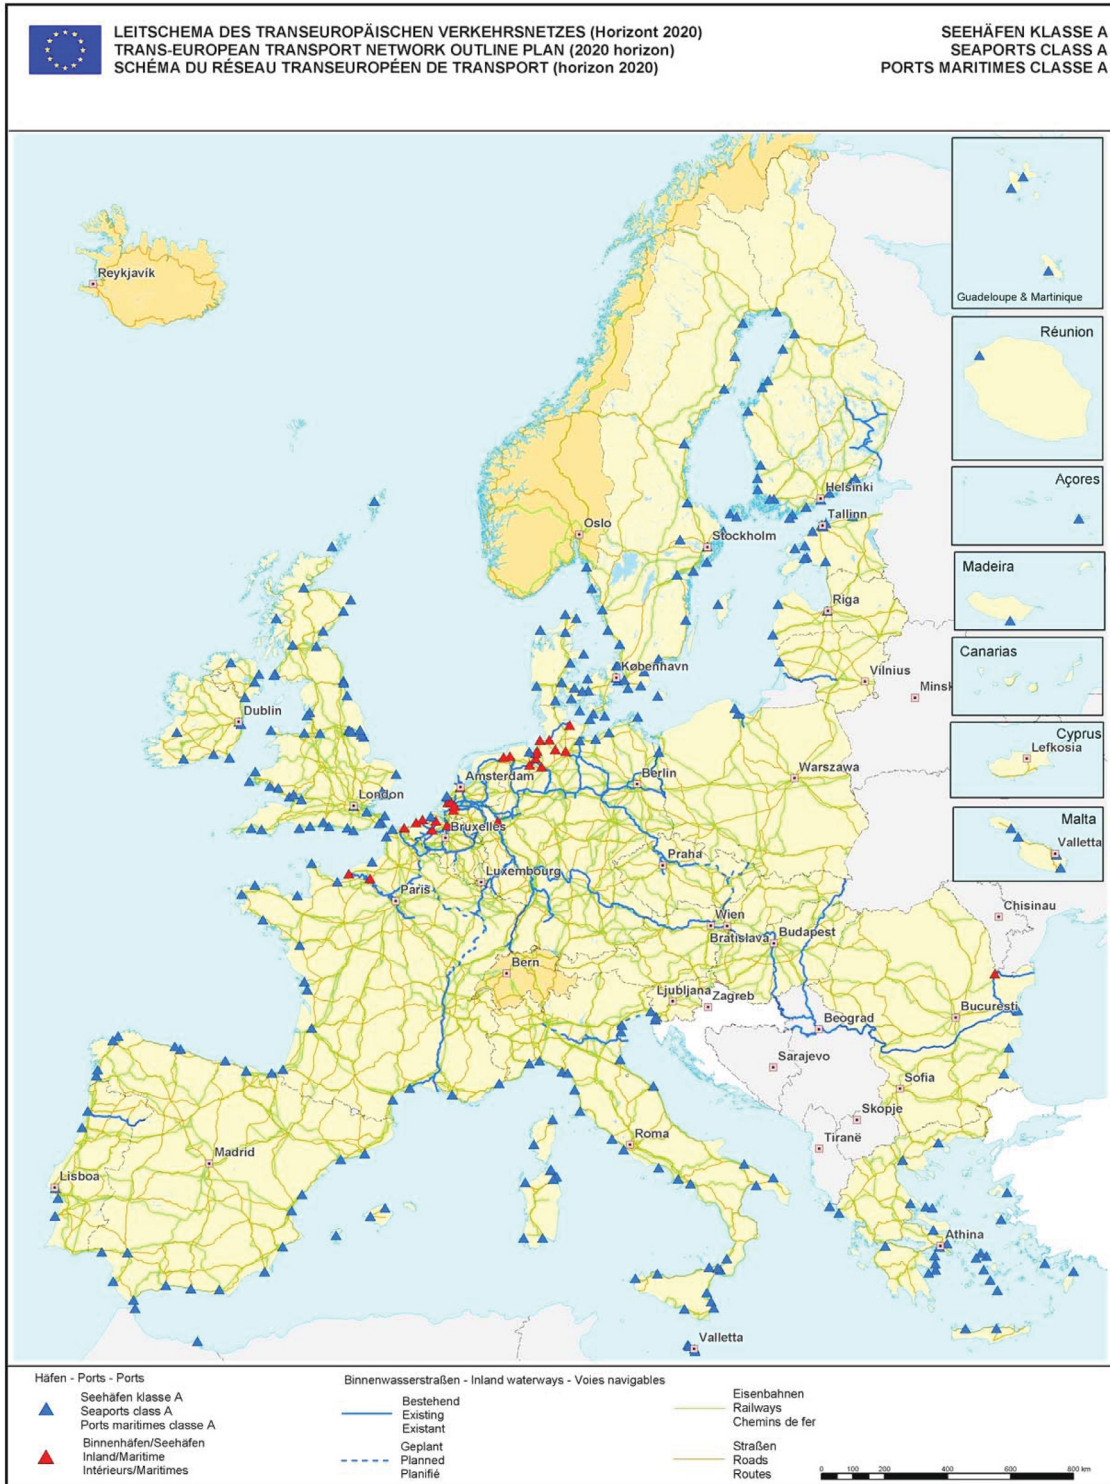 LEITSCHEMA DES TRANSEUROPÄISCHEN VERKEHRSNETZES (Horizont 2020)
TRANS-EUROPEAN TRANSPORT NETWORK OUTLINE PLAN (2020 horizon)
SCHÉMA DU RÉSEAU TRANSEUROPÉEN DE TRANSPORT (horizon 2020)
SEEHÄFEN KLASSE A
SEAPORTS CLASS A
PORTS MARITIMES CLASSE A
Reykjavík
Guadeloupe & Martinique
Réunion
Açores
Madeira
Canarias
Cyprus
Lefkosia
Malta
Valletta
Helsinki
Tallinn
Oslo
Stockholm
Riga
København
Vilnius
Minsk
Dublin
Amsterdam
Berlin
Warszawa
London
Bruxelles
Praha
Luxembourg
Paris
Wien
Bratislava
Budapest
Chisinau
Bern
Ljubljana
Zagreb
Beograd
Bucuresti
Sarajevo
Sofia
Skopje
Tiranë
Roma
Madrid
Lisboa
Athina
Valletta
Häfen - Ports - Ports
Seehäfen klasse A
Seaports class A
Ports maritimes classe A
Binnenhäfen/Seehäfen
Inland/Maritime
Intérieurs/Maritimes
Binnenwasserstraßen - Inland waterways - Voies navigables
Bestehend
Existing
Existant
Geplant
Planned
Planifié
Eisenbahnen
Railways
Chemins de fer
Straßen
Roads
Routes
0 100 200 400 600 800 km